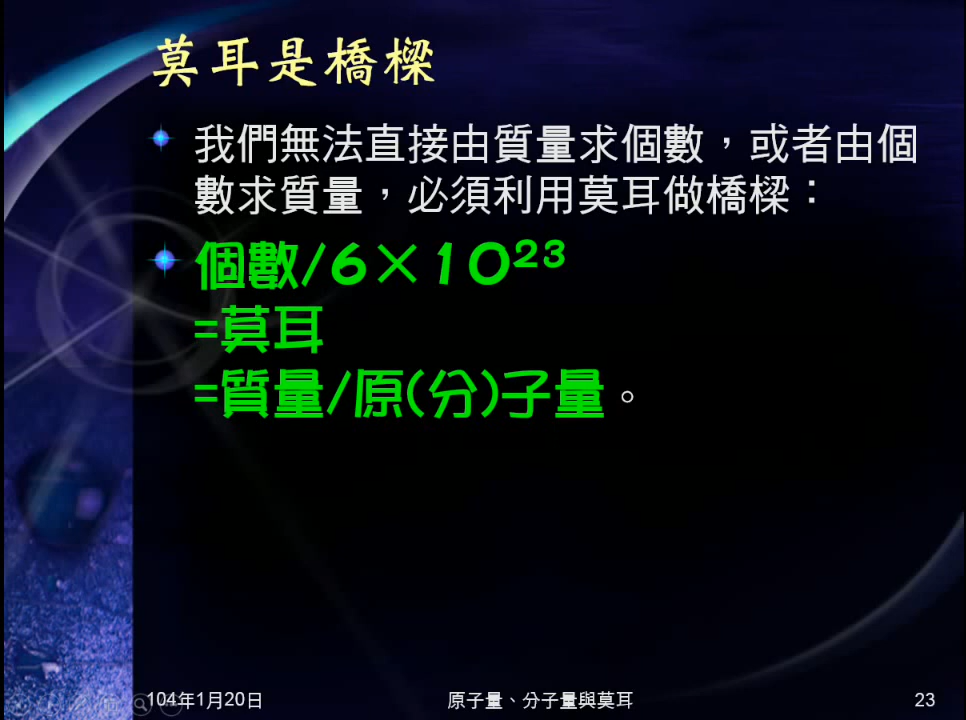 莫耳是橋樑
我們無法直接由質量求個數，或者由個
數求質量，必須利用莫耳做橋樑：
個數/6×10²³
=莫耳
=質量/原(分)子量。
104年1月20日
原子量、分子量與莫耳
23